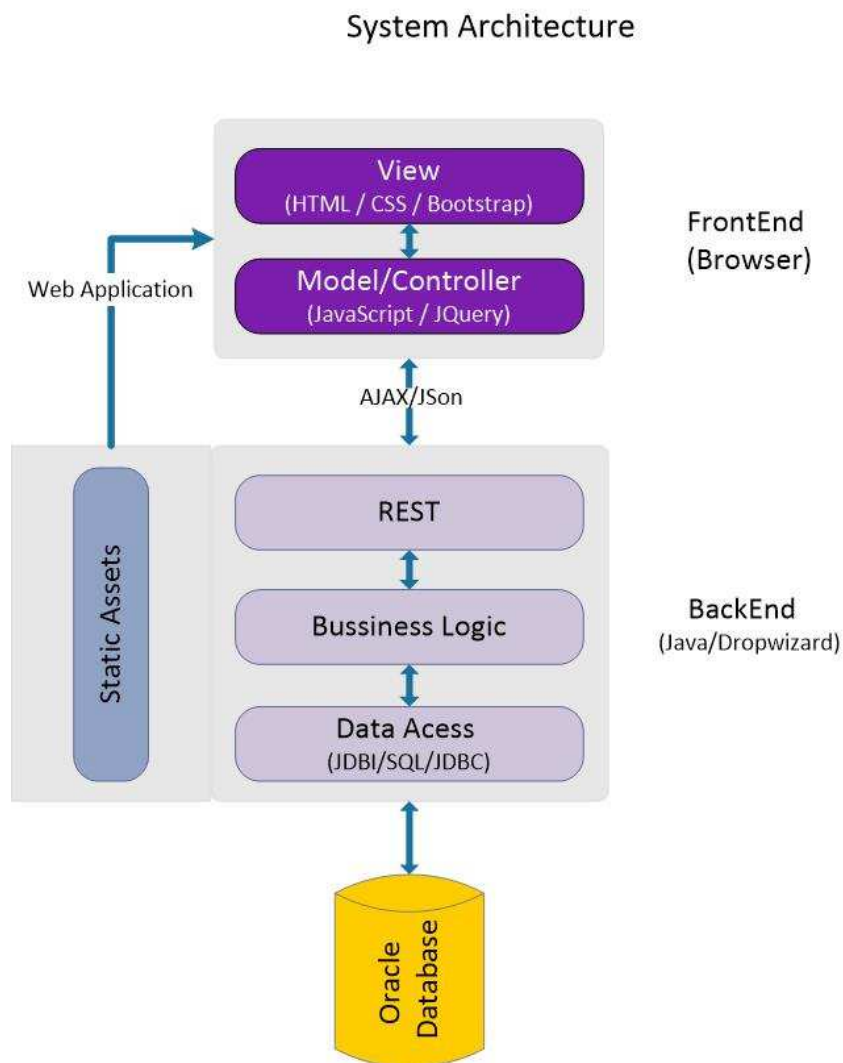 System Architecture
View
(HTML / CSS / Bootstrap)
FrontEnd
(Browser)
Web Application
Model/Controller
(JavaScript / JQuery)
AJAX/JSon
Static Assets
REST
Bussiness Logic
BackEnd
(Java/Dropwizard)
Data Acess
(JDBI/SQL/JDBC)
Oracle
Database